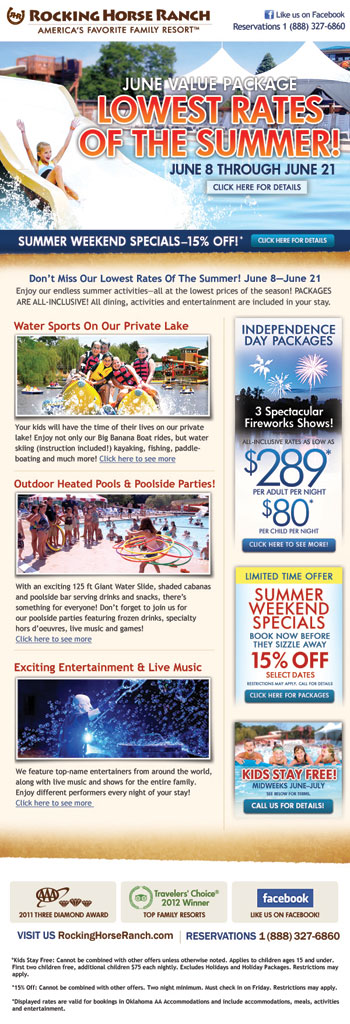 RHR ROCKING HORSE RANCH
AMERICA'S FAVORITE FAMILY RESORT™
f Like us on Facebook
Reservations 1 (888) 327-6860
JUNE VALUE PACKAGE
LOWEST RATES
OF THE SUMMER!
JUNE 8 THROUGH JUNE 21
CLICK HERE FOR DETAILS
SUMMER WEEKEND SPECIALS–15% OFF!*
CLICK HERE FOR DETAILS
Don't Miss Our Lowest Rates Of The Summer! June 8—June 21
Enjoy our endless summer activities—all at the lowest prices of the season! PACKAGES
ARE ALL-INCLUSIVE! All dining, activities and entertainment are included in your stay.
Water Sports On Our Private Lake
Your kids will have the time of their lives on our private
lake! Enjoy not only our Big Banana Boat rides, but water
skiing (instruction included!) kayaking, fishing, paddle-
boating and much more! Click here to see more
Outdoor Heated Pools & Poolside Parties!
With an exciting 125 ft Giant Water Slide, shaded cabanas
and poolside bar serving drinks and snacks, there's
something for everyone! Don't forget to join us for
our poolside parties featuring frozen drinks, specialty
hors d'oeuvres, live music and games!
Click here to see more
Exciting Entertainment & Live Music
We feature top-name entertainers from around the world,
along with live music and shows for the entire family.
Enjoy different performers every night of your stay!
Click here to see more
INDEPENDENCE
DAY PACKAGES
3 Spectacular
Fireworks Shows!
ALL-INCLUSIVE RATES AS LOW AS
$289*
PER ADULT PER NIGHT
$80*
PER CHILD PER NIGHT
CLICK HERE TO SEE MORE!
LIMITED TIME OFFER
SUMMER
WEEKEND
SPECIALS
BOOK NOW BEFORE
THEY SIZZLE AWAY
15% OFF
SELECT DATES
RESTRICTIONS MAY APPLY. CALL FOR DETAILS
CLICK HERE FOR PACKAGES
KIDS STAY FREE!
MIDWEEKS JUNE–JULY
SEE BELOW FOR TERMS.
CALL US FOR DETAILS!
AAA
2011 THREE DIAMOND AWARD
Travelers' Choice®
2012 Winner
TOP FAMILY RESORTS
facebook
LIKE US ON FACEBOOK!
VISIT US RockingHorseRanch.com | RESERVATIONS 1 (888) 327-6860
*Kids Stay Free: Cannot be combined with other offers unless otherwise noted. Applies to children ages 15 and under.
First two children free, additional children $75 each nightly. Excludes Holidays and Holiday Packages. Restrictions may
apply.
*15% Off: Cannot be combined with other offers. Two night minimum. Must check in on Friday. Restrictions may apply.
*Displayed rates are valid for bookings in Oklahoma AA Accommodations and include accommodations, meals, activities
and entertainment.